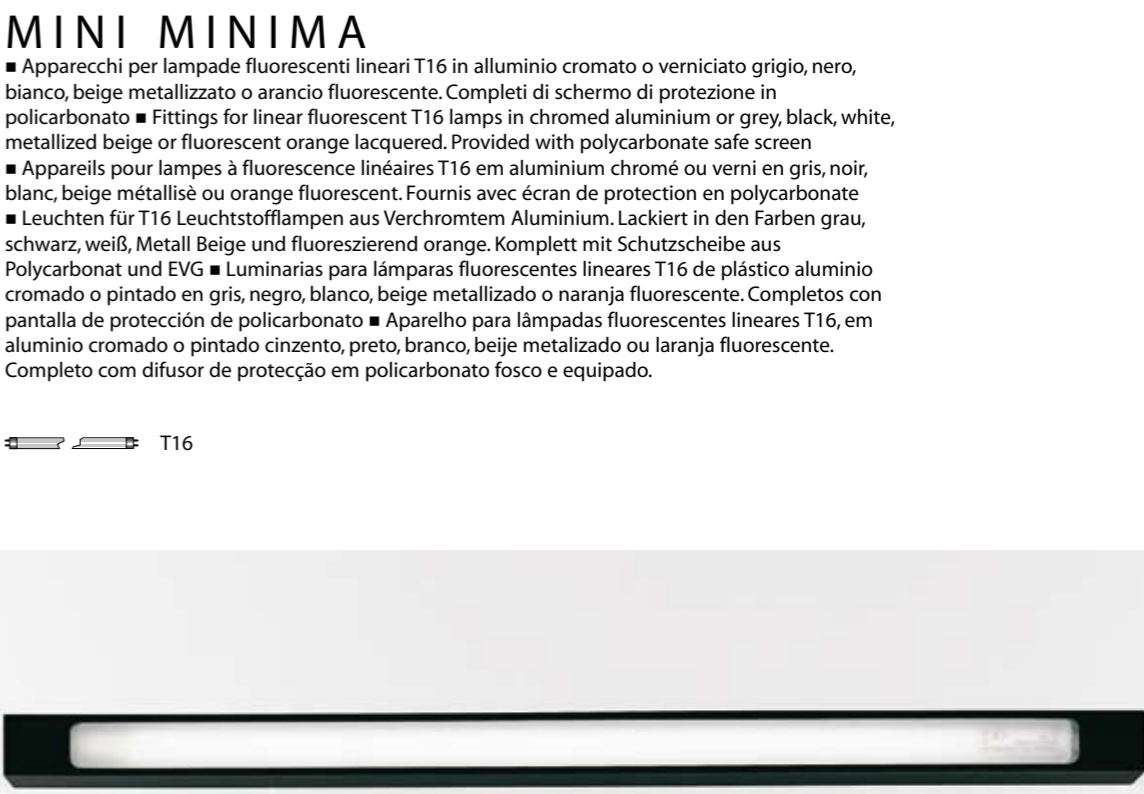 MINI MINIMA
■ Apparecchi per lampade fluorescenti lineari T16 in alluminio cromato o verniciato grigio, nero,
bianco, beige metallizzato o arancio fluorescente. Completi di schermo di protezione in
policarbonato ■ Fittings for linear fluorescent T16 lamps in chromed aluminium or grey, black, white,
metallized beige or fluorescent orange lacquered. Provided with polycarbonate safe screen
■ Appareils pour lampes à fluorescence linéaires T16 em aluminium chromé ou verni en gris, noir,
blanc, beige métallisè ou orange fluorescent. Fournis avec écran de protection en polycarbonate
■ Leuchten für T16 Leuchtstofflampen aus Verchromtem Aluminium. Lackiert in den Farben grau,
schwarz, weiß, Metall Beige und fluoreszierend orange. Komplett mit Schutzscheibe aus
Polycarbonat und EVG ■ Luminarias para lámparas fluorescentes lineares T16 de plástico aluminio
cromado o pintado en gris, negro, blanco, beige metallizado o naranja fluorescente. Completos con
pantalla de protección de policarbonato ■ Aparelho para lâmpadas fluorescentes lineares T16, em
aluminio cromado o pintado cinzento, preto, branco, beije metalizado ou laranja fluorescente.
Completo com difusor de protecção em policarbonato fosco e equipado.
T16